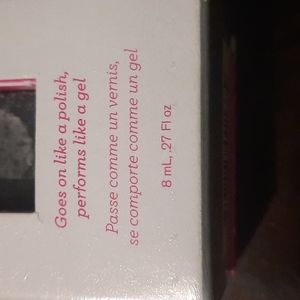 Goes on like a polish,
performs like a gel
Passe comme un vernis,
se comporte comme un gel
8 mL, .27 Fl oz